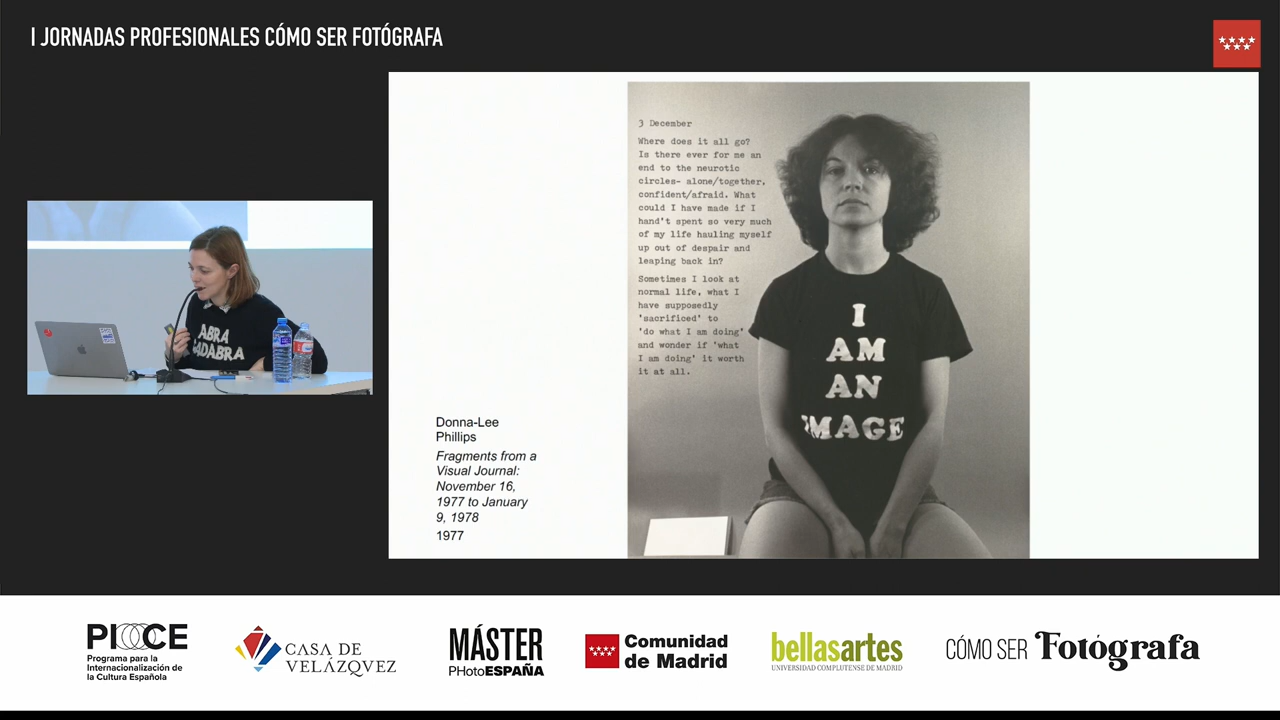 I JORNADAS PROFESIONALES CÓMO SER FOTÓGRAFA
3 December
Where does it all go?
Is there ever for me an
end to the neurotic
circles- alone/together,
confident/afraid. What
could I have made if I
hand't spent so very much
of my life hauling myself
up out of despair and
leaping back in?
Sometimes I look at
normal life, what I
have supposedly
'sacrificed' to
'do what I am doing'
and wonder if 'what
I am doing' it worth
it at all.
I
AM
AN
IMAGE
ABRA
CADABRA
Donna-Lee
Phillips
Fragments from a
Visual Journal:
November 16,
1977 to January
9, 1978
1977
PICE
Programa para la
Internacionalización de
la Cultura Española
CASA DE
VELÁZQVEZ
MÁSTER
PHotoESPAÑA
Comunidad
de Madrid
bellasartes
UNIVERSIDAD COMPLUTENSE DE MADRID
CÓMO SER Fotógrafa